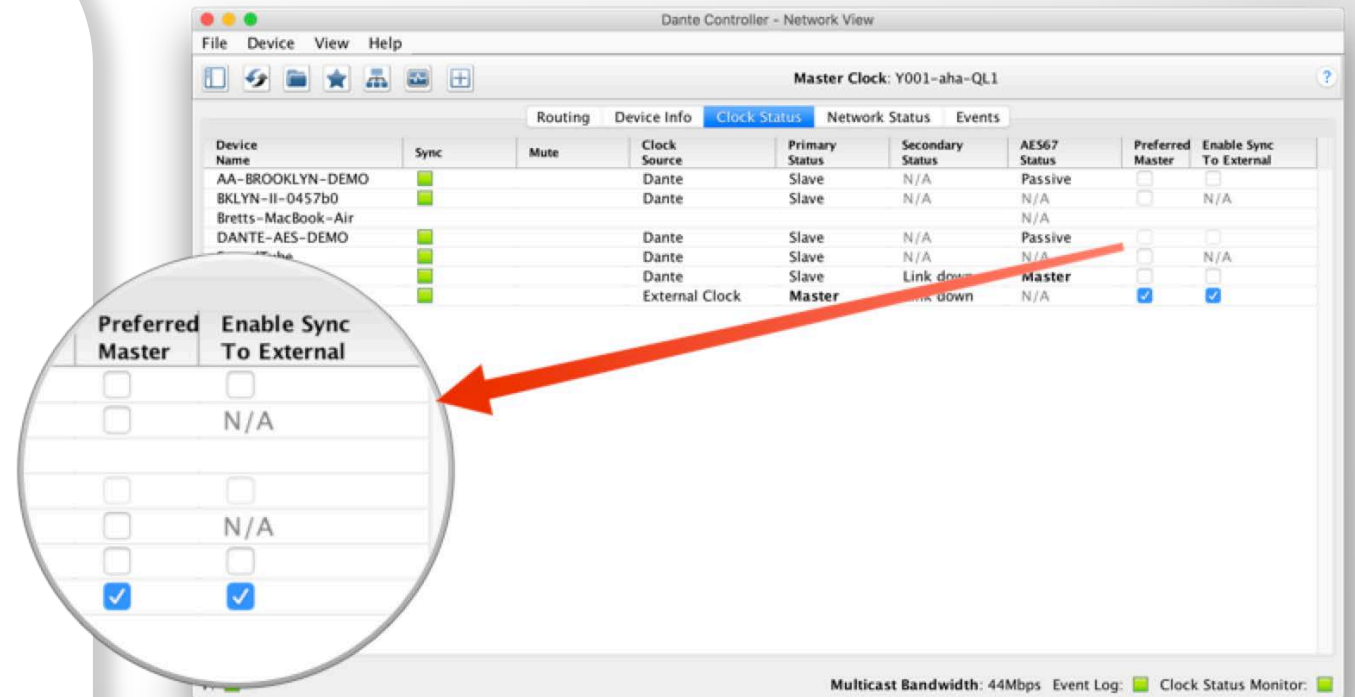 Dante Controller - Network View
File Device View Help
Master Clock: Y001-aha-QL1
?
Routing Device Info Clock Status Network Status Events
Device Name Sync Mute Clock Source Primary Status Secondary Status AES67 Status Preferred Master Enable Sync To External
AA-BROOKLYN-DEMO Dante Slave N/A Passive
BKLYN-II-0457b0 Dante Slave N/A N/A N/A
Bretts-MacBook-Air N/A
DANTE-AES-DEMO Dante Slave N/A Passive
Dante Slave N/A N/A N/A
Dante Slave Link down Master
External Clock Master down N/A
Preferred Enable Sync
Master To External
N/A
N/A
Multicast Bandwidth: 44Mbps Event Log: Clock Status Monitor: